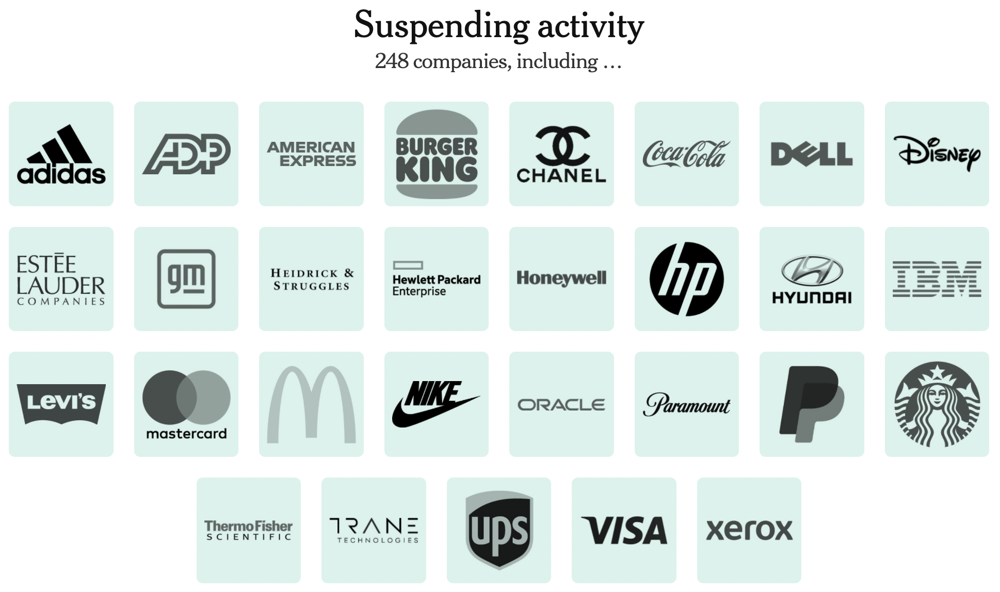 Suspending activity
248 companies, including …
adidas
ADP
AMERICAN
EXPRESS
BURGER
KING
CHANEL
Coca-Cola
DELL
Disney
ESTĒE
LAUDER
COMPANIES
gm
HEIDRICK &
STRUGGLES
Hewlett Packard
Enterprise
Honeywell
hp
HYUNDAI
IBM
Levi's
mastercard
M
NIKE
ORACLE
Paramount
P
ThermoFisher
SCIENTIFIC
TRANE
TECHNOLOGIES
ups
VISA
xerox